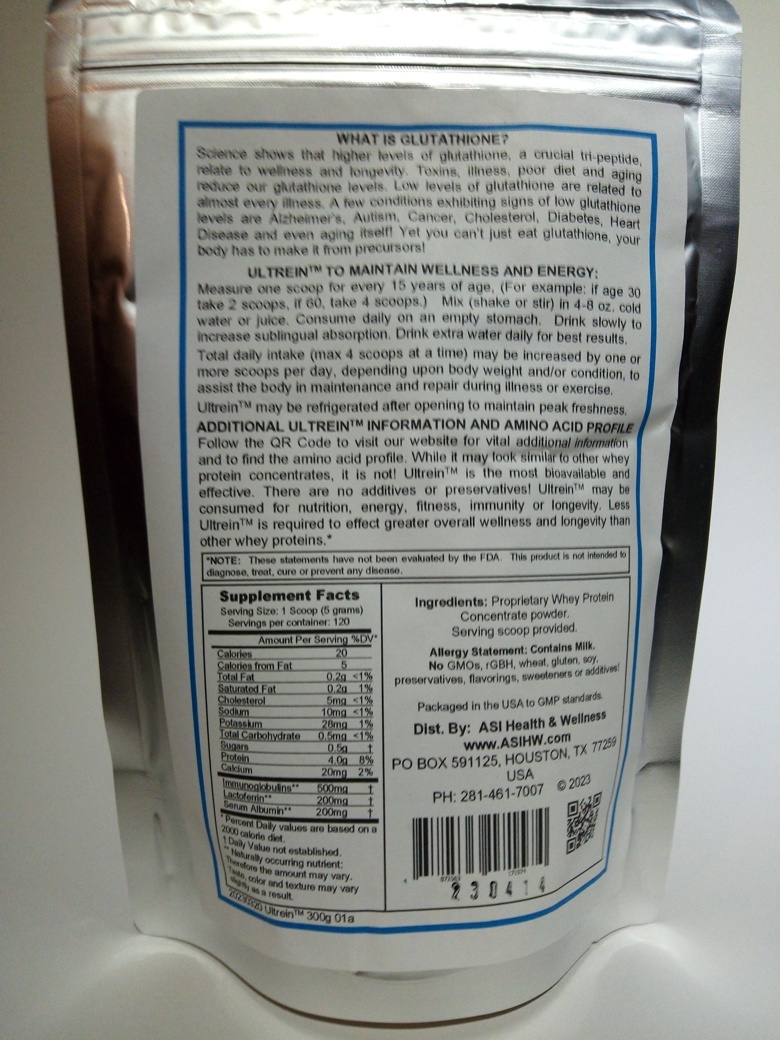 WHAT IS GLUTATHIONE?
Science shows that higher levels of glutathione, a crucial tri-peptide,
relate to wellness and longevity. Toxins, illness, poor diet and aging
reduce our glutathione levels. Low levels of glutathione are related to
almost every illness. A few conditions exhibiting signs of low glutathione
levels are Alzheimer's, Autism, Cancer, Cholesterol, Diabetes, Heart
Disease and even aging itself! Yet you can't just eat glutathione, your
body has to make it from precursors!
ULTREIN™ TO MAINTAIN WELLNESS AND ENERGY:
Measure one scoop for every 15 years of age, (For example: if age 30
take 2 scoops, if 60, take 4 scoops.) Mix (shake or stir) in 4-8 oz. cold
water or juice. Consume daily on an empty stomach. Drink slowly to
increase sublingual absorption. Drink extra water daily for best results.
Total daily intake (max 4 scoops at a time) may be increased by one or
more scoops per day, depending upon body weight and/or condition, to
assist the body in maintenance and repair during illness or exercise.
Ultrein™ may be refrigerated after opening to maintain peak freshness.
ADDITIONAL ULTREIN™ INFORMATION AND AMINO ACID PROFILE
Follow the QR Code to visit our website for vital additional information
and to find the amino acid profile. While it may look similar to other whey
protein concentrates, it is not! Ultrein™ is the most bioavailable and
effective. There are no additives or preservatives! Ultrein™ may be
consumed for nutrition, energy, fitness, immunity or longevity. Less
Ultrein™ is required to effect greater overall wellness and longevity than
other whey proteins.*
*NOTE: These statements have not been evaluated by the FDA. This product is not intended to
diagnose, treat, cure or prevent any disease.
Supplement Facts
Serving Size: 1 Scoop (5 grams)
Servings per container: 120
Amount Per Serving %DV*
Calories 20
Calories from Fat 5
Total Fat 0.2g <1%
Saturated Fat 0.2g 1%
Cholesterol 5mg <1%
Sodium 10mg <1%
Potassium 28mg 1%
Total Carbohydrate 0.5mg <1%
Sugars 0.5g †
Protein 4.0g 8%
Calcium 20mg 2%
Immunoglobulins** 500mg †
Lactoferrin** 200mg †
Serum Albumin** 200mg †
* Percent Daily values are based on a
2000 calorie diet.
† Daily Value not established.
** Naturally occurring nutrient:
Therefore the amount may vary.
Taste, color and texture may vary
slightly as a result.
20230320 Ultrein™ 300g 01a
Ingredients: Proprietary Whey Protein
Concentrate powder.
Serving scoop provided.
Allergy Statement: Contains Milk.
No GMOs, rGBH, wheat, gluten, soy,
preservatives, flavorings, sweeteners or additives!
Packaged in the USA to GMP standards.
Dist. By: ASI Health & Wellness
www.ASIHW.com
PO BOX 591125, HOUSTON, TX 77259
USA
PH: 281-461-7007 © 2023
230414